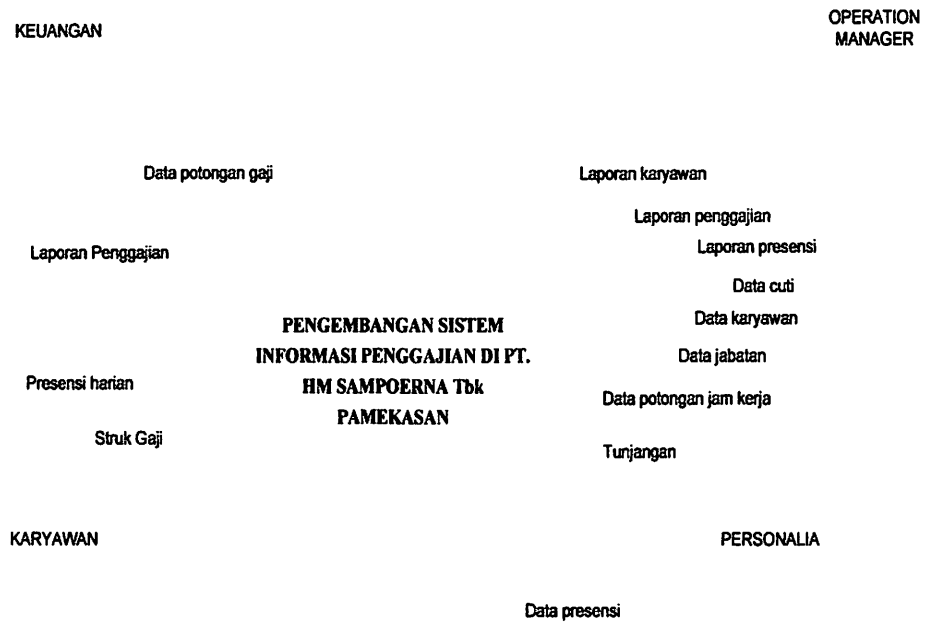 KEUANGAN
OPERATION
MANAGER
Data potongan gaji
Laporan karyawan
Laporan penggajian
Laporan Penggajian
Laporan presensi
Data cuti
PENGEMBANGAN SISTEM
INFORMASI PENGGAJIAN DI PT.
HM SAMPOERNA Tbk
PAMEKASAN
Data karyawan
Data jabatan
Presensi harian
Data potongan jam kerja
Struk Gaji
Tunjangan
KARYAWAN
PERSONALIA
Data presensi